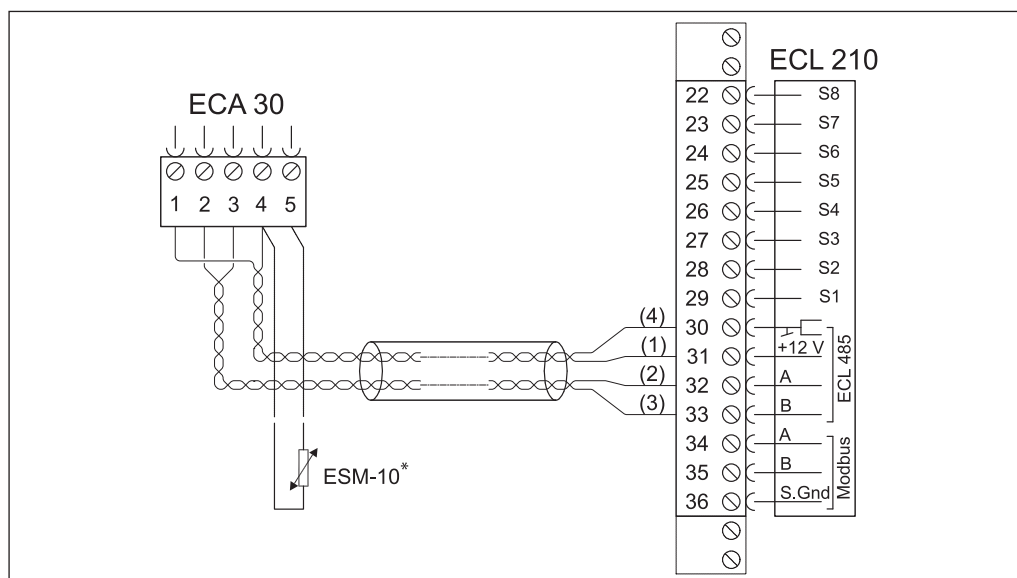 ECL 210
ECA 30
22 S8
23 S7
24 S6
1 2 3 4 5
25 S5
26 S4
27 S3
28 S2
29 S1
(4) 30
+12 V
(1) 31
(2) 32 A
(3) 33 B
ECL 485
34 A
35 B
36 S.Gnd
Modbus
ESM-10*